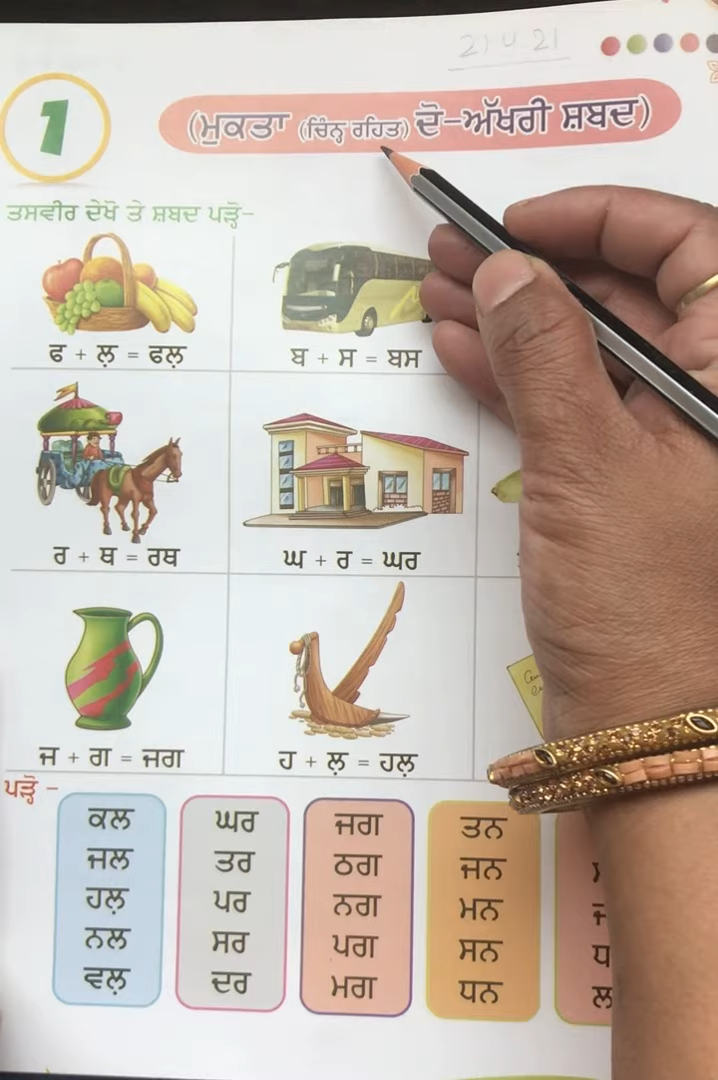 21 4 21
1
(ਮੁਕਤਾ (ਚਿੰਨ੍ਹ ਰਹਿਤ) ਦੋ-ਅੱਖਰੀ ਸ਼ਬਦ)
ਤਸਵੀਰ ਦੇਖੋ ਤੇ ਸ਼ਬਦ ਪੜ੍ਹੋ-
ਫ + ਲ਼ = ਫਲ਼
ਬ + ਸ = ਬਸ
ਰ + ਥ = ਰਥ
ਘ + ਰ = ਘਰ
ਜ + ਗ = ਜਗ
ਹ + ਲ਼ = ਹਲ਼
ਪੜ੍ਹੋ -
ਕਲ
ਜਲ
ਹਲ਼
ਨਲ
ਵਲ਼
ਘਰ
ਤਰ
ਪਰ
ਸਰ
ਦਰ
ਜਗ
ਠਗ
ਨਗ
ਪਗ
ਮਗ
ਤਨ
ਜਨ
ਮਨ
ਸਨ
ਧਨ